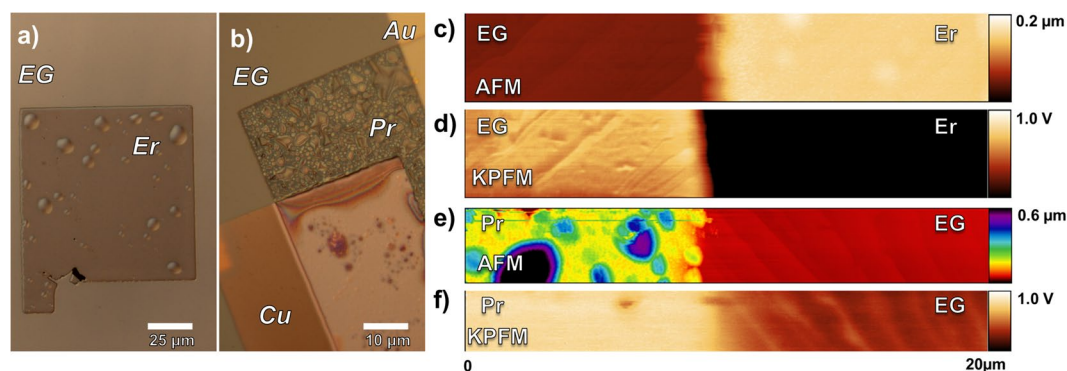 a)
EG
Er
25 µm
b)
Au
EG
Pr
Cu
10 µm
c)
EG
Er
AFM
0.2 µm
d)
EG
Er
KPFM
1.0 V
e)
Pr
EG
AFM
0.6 µm
f)
Pr
EG
KPFM
1.0 V
0
20µm